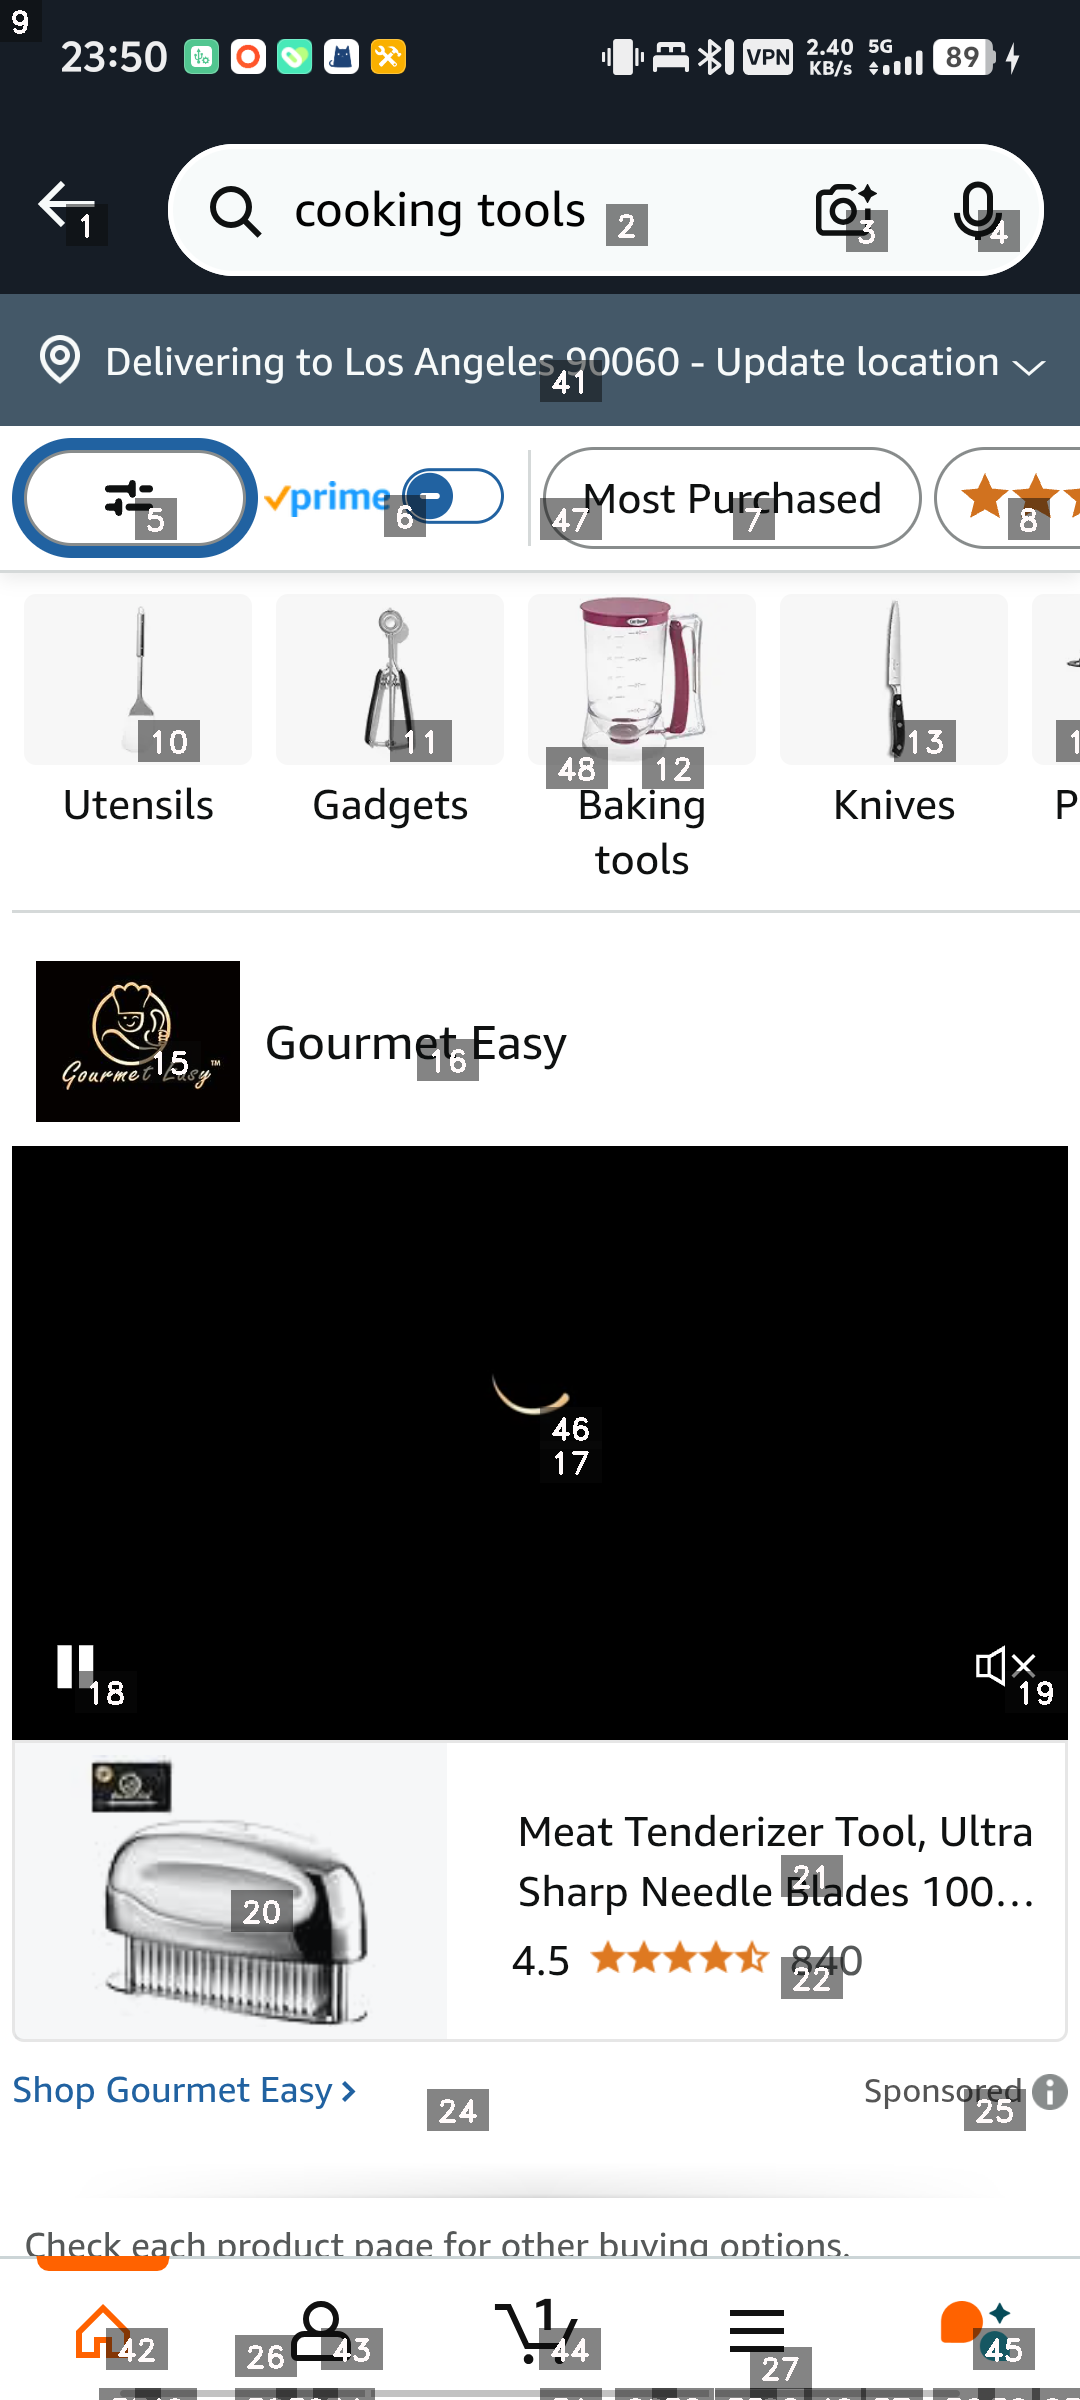 9
23:50
VPN
2.40 KB/s
5G
89
1
cooking tools
2
3
4
Delivering to Los Angeles 90060 - Update location
41
5
prime
6
47
Most Purchased
7
8
10
11
48
12
13
1
Utensils
Gadgets
Baking
tools
Knives
P
Gourmet Easy™
15
Gourmet Easy
16
46
17
18
19
20
Meat Tenderizer Tool, Ultra
21
Sharp Needle Blades 100...
4.5
840
22
Shop Gourmet Easy
24
Sponsored
25
Check each product page for other buying options.
1
42
26
43
44
27
45